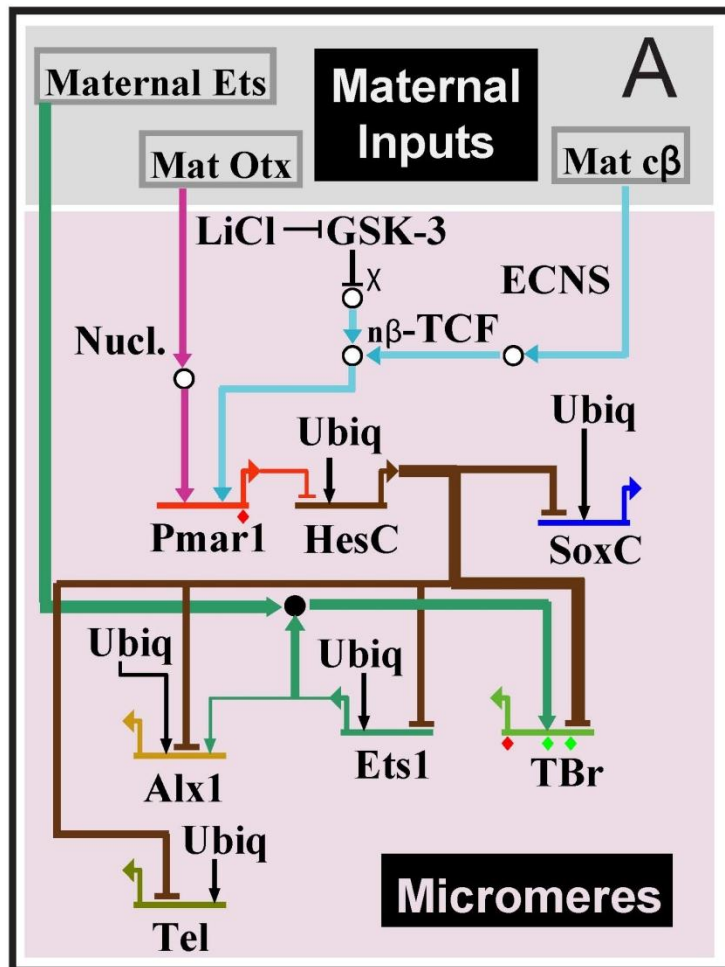 A
Maternal Ets
Maternal
Inputs
Mat Otx
Mat cβ
LiCl
GSK-3
χ
ECNS
nβ-TCF
Nucl.
Ubiq
Ubiq
Pmar1
HesC
SoxC
Ubiq
Ubiq
Alx1
Ets1
TBr
Ubiq
Tel
Micromeres